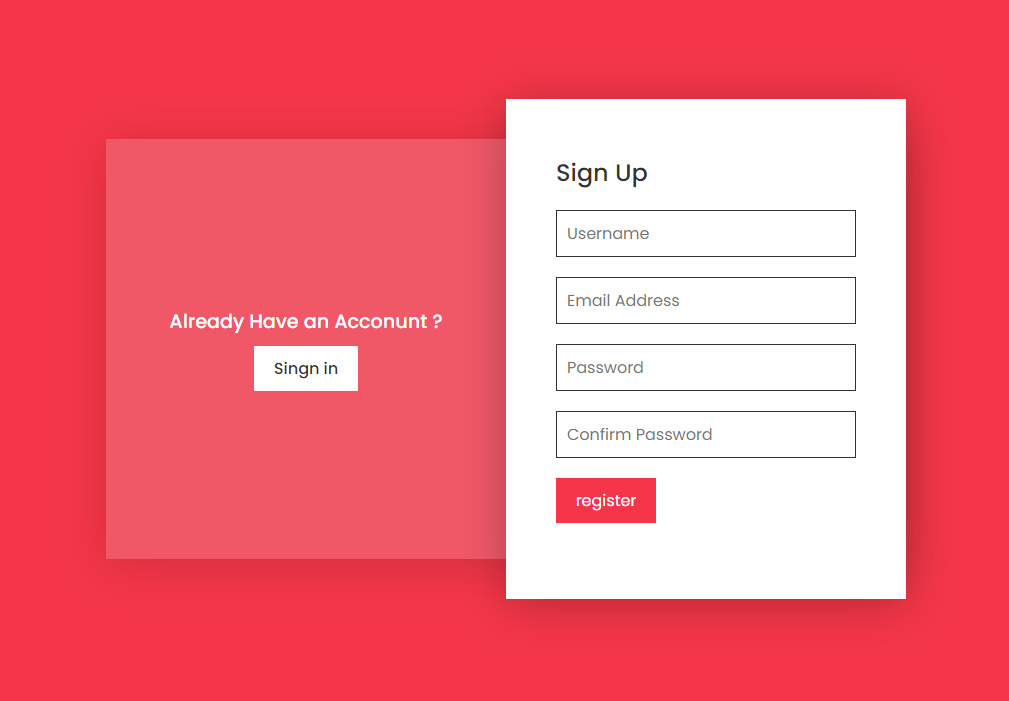 Already Have an Acconunt ?
Singn in
Sign Up
Username
Email Address
Password
Confirm Password
register